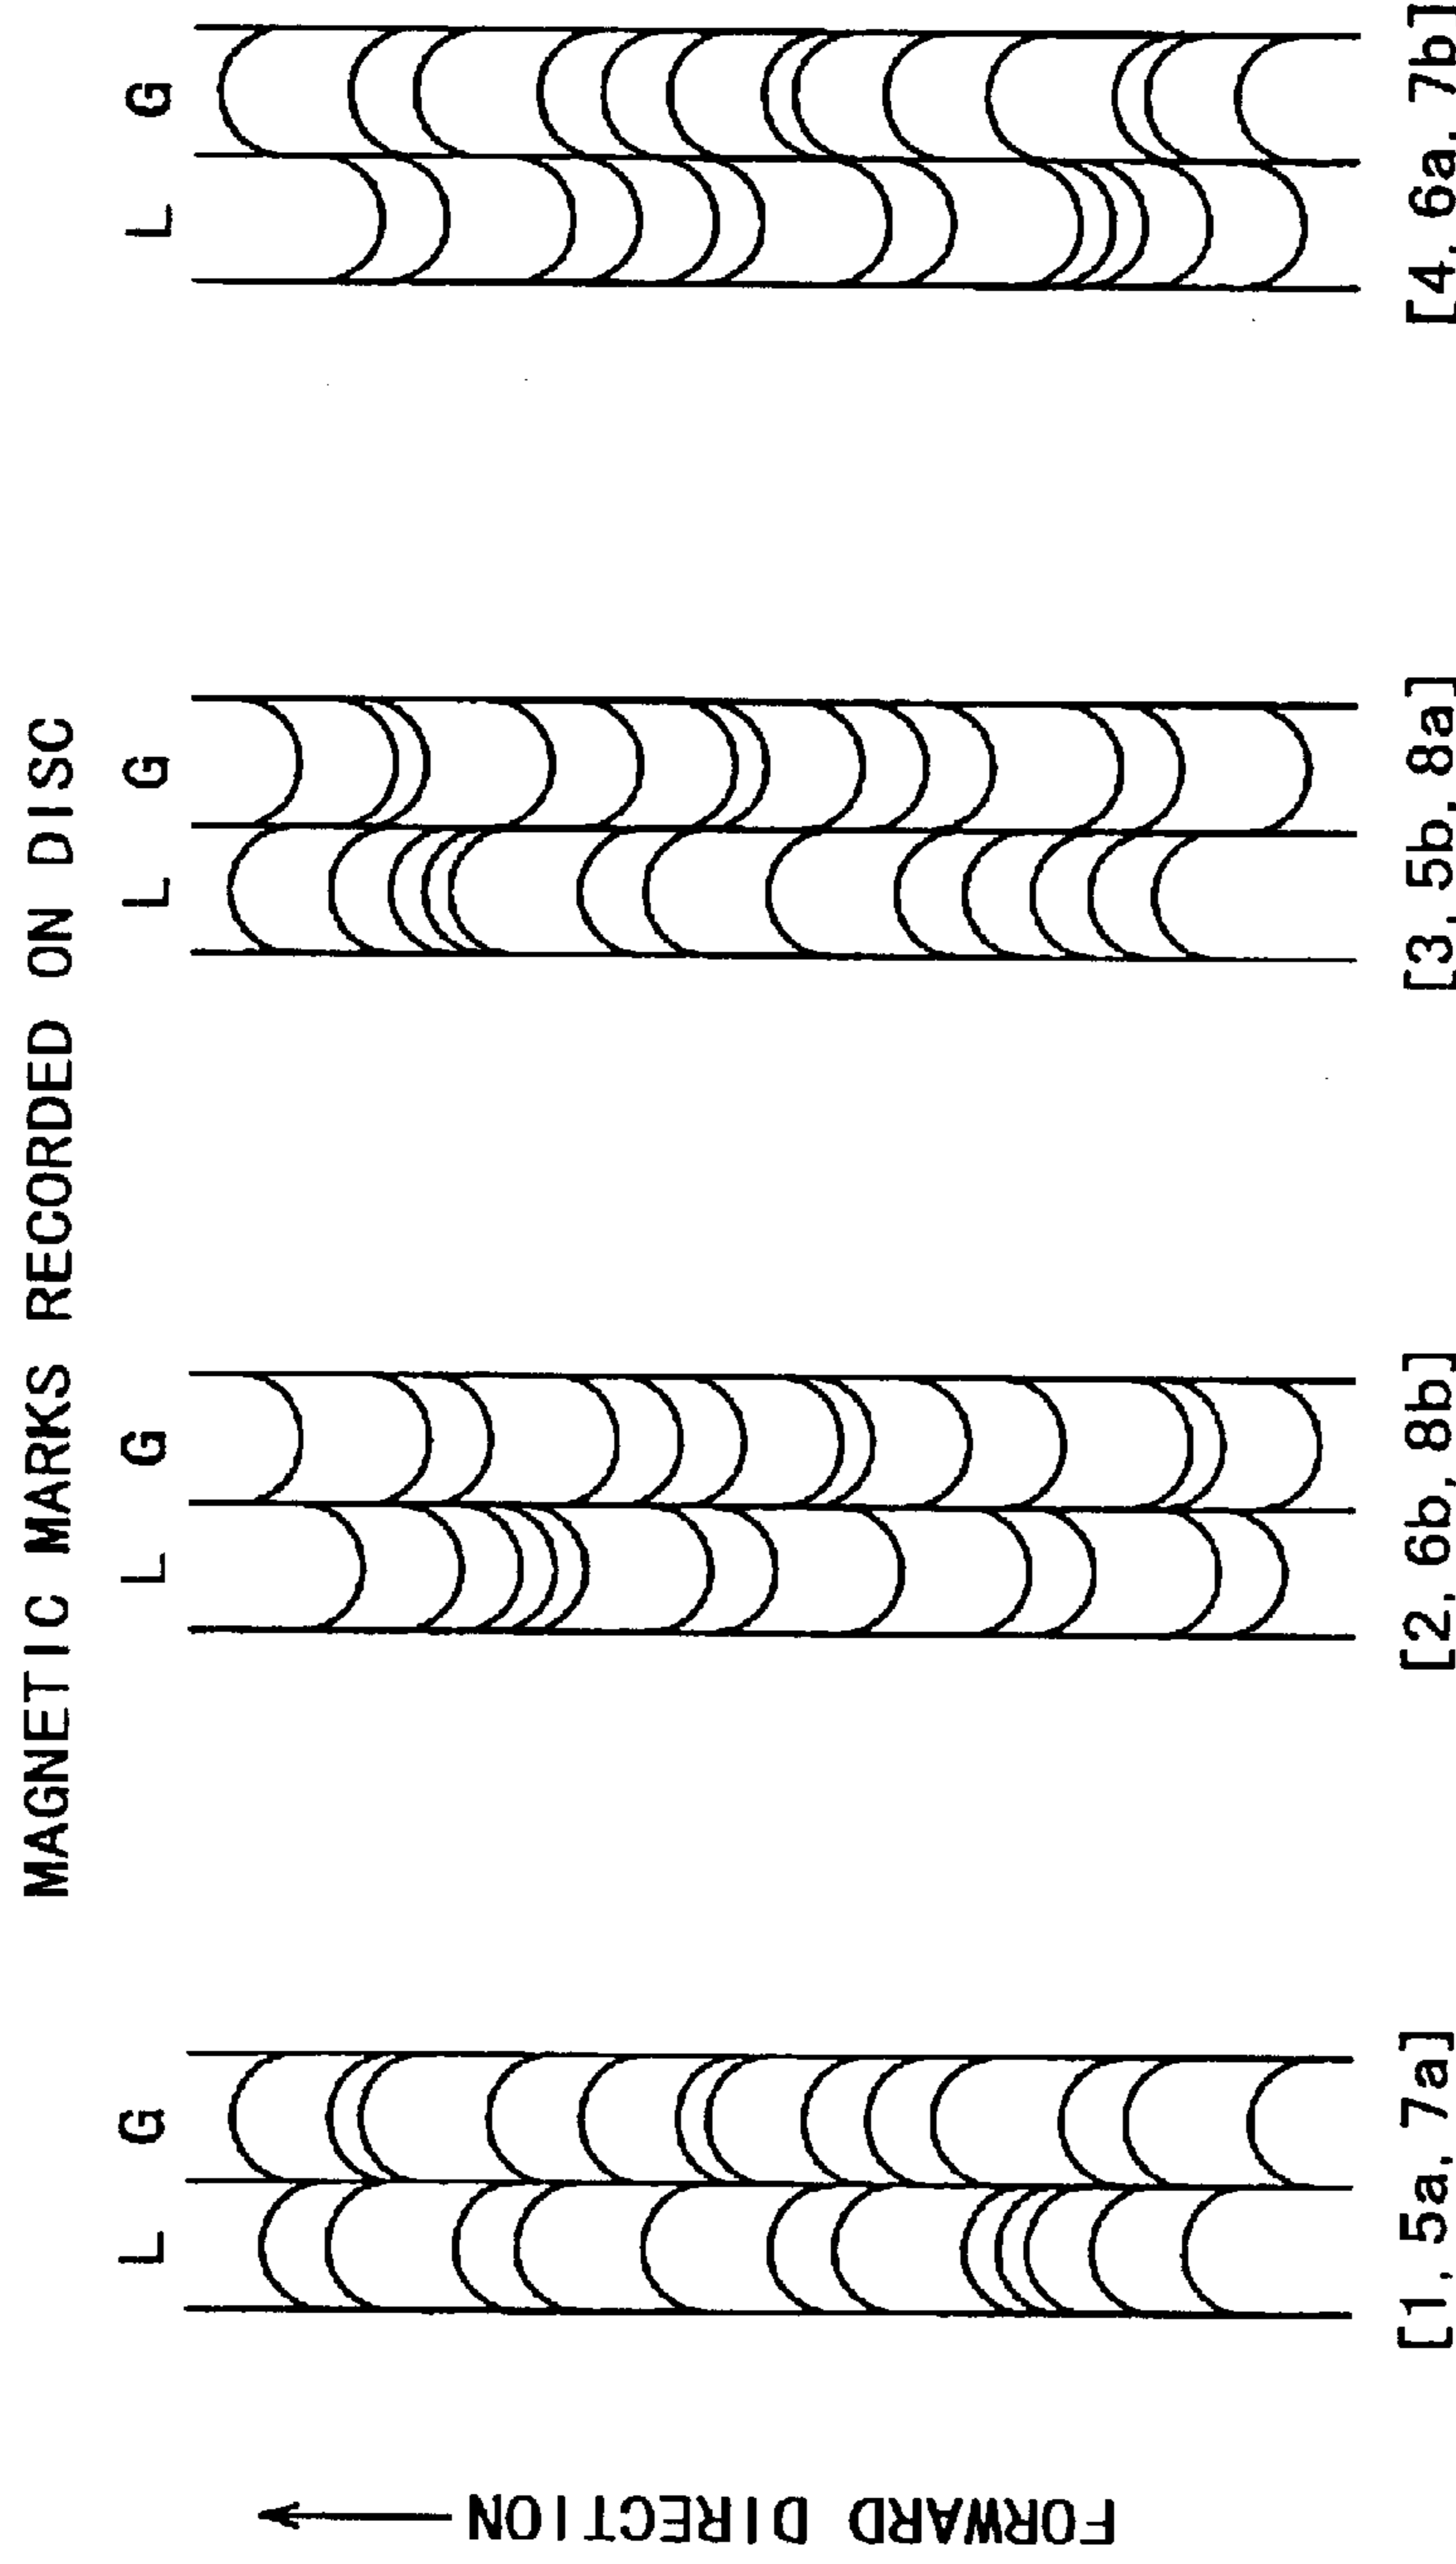 MAGNETIC MARKS RECORDED ON DISC
L G
L G
L G
L G
[1, 5a, 7a]
[2, 6b, 8b]
[3, 5b, 8a]
[4, 6a, 7b]
FORWARD DIRECTION